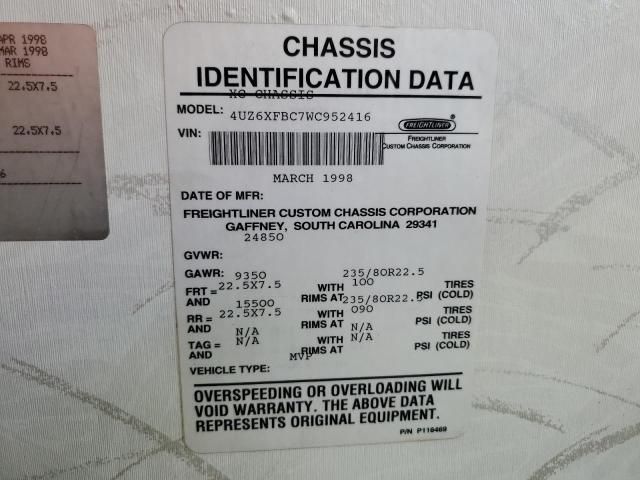 APR 1998
MAR 1998
RIMS
22.5X7.5
22.5X7.5
6
CHASSIS
IDENTIFICATION DATA
XC CHASSIS
MODEL: 4UZ6XFBC7WC952416
VIN:
FREIGHTLINER
FREIGHTLINER
CUSTOM CHASSIS CORPORATION
MARCH 1998
DATE OF MFR:
FREIGHTLINER CUSTOM CHASSIS CORPORATION
GAFFNEY, SOUTH CAROLINA 29341
24850
GVWR:
GAWR: 9350 235/80R22.5
FRT = 22.5X7.5 WITH 100 TIRES
AND 15500 RIMS AT 235/80R22.5 PSI (COLD)
RR = 22.5X7.5 WITH 090 TIRES
AND N/A RIMS AT N/A PSI (COLD)
TAG = N/A WITH N/A TIRES
AND RIMS AT PSI (COLD)
MVP
VEHICLE TYPE:
OVERSPEEDING OR OVERLOADING WILL
VOID WARRANTY. THE ABOVE DATA
REPRESENTS ORIGINAL EQUIPMENT.
P/N P116469